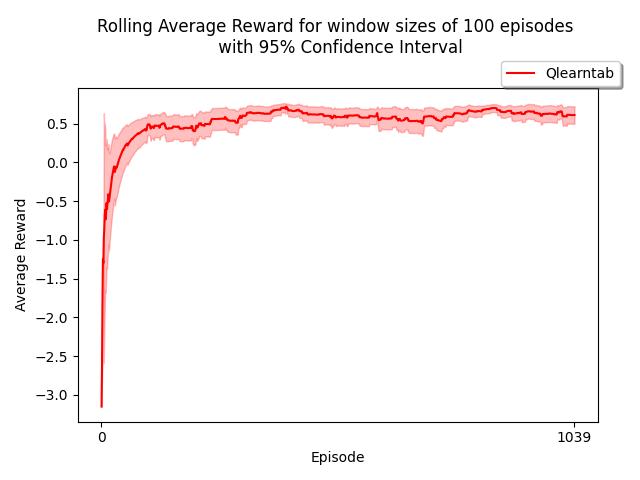 Rolling Average Reward for window sizes of 100 episodes
with 95% Confidence Interval
Qlearntab
0.5
0.0
−0.5
−1.0
−1.5
−2.0
−2.5
−3.0
Average Reward
0
1039
Episode